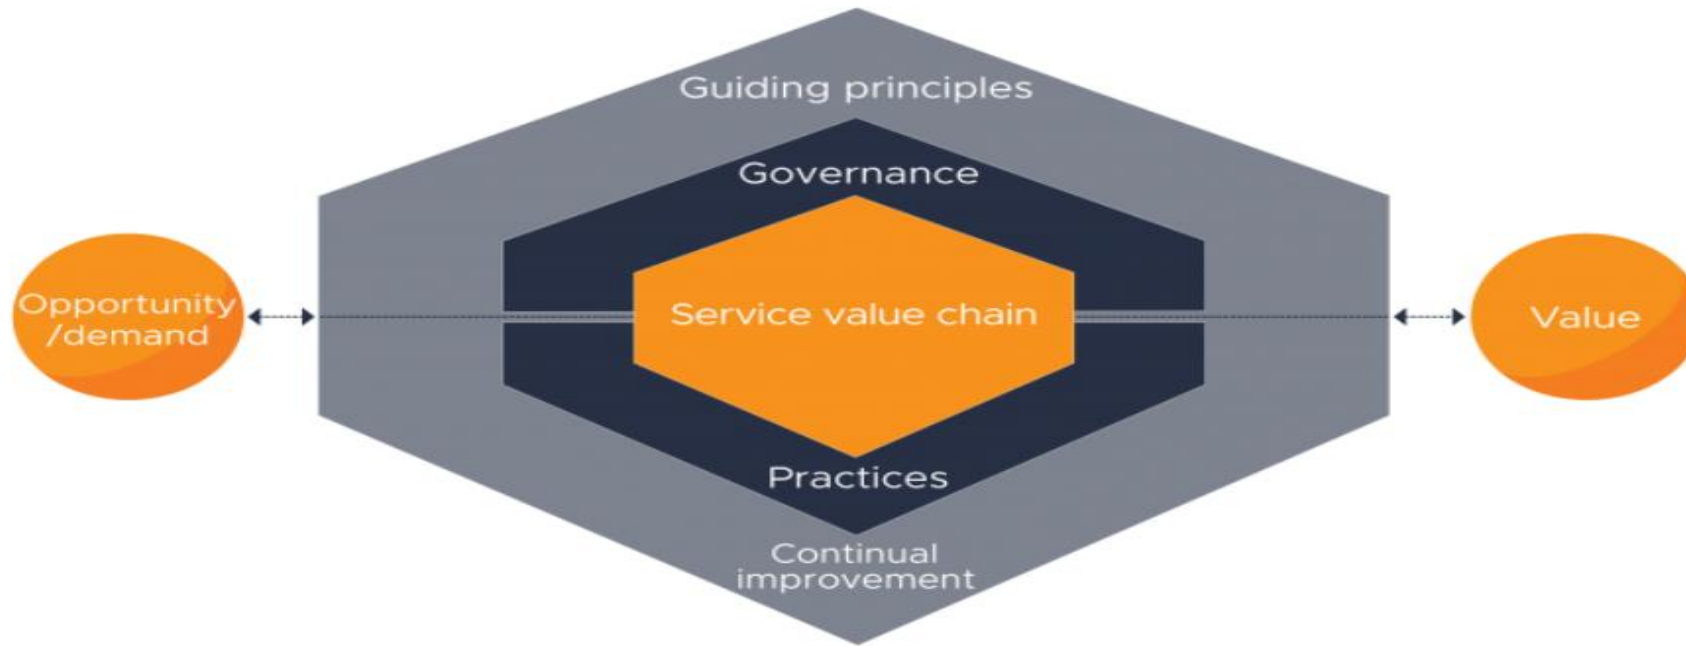 Guiding principles
Governance
Opportunity
/demand
Service value chain
Value
Practices
Continual
improvement